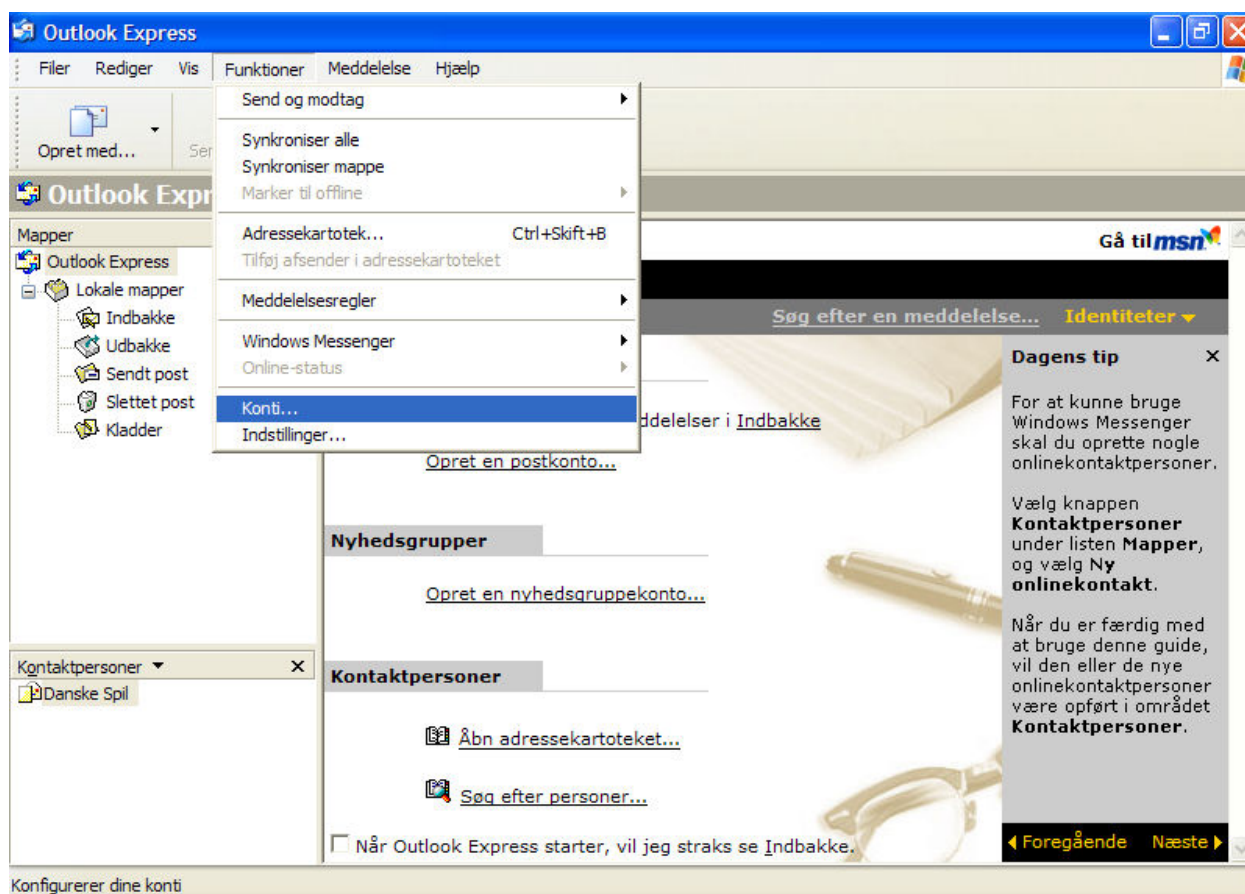 Outlook Express
Filer Rediger Vis Funktioner Meddelelse Hjælp
Opret med...
Send og modtag
Synkroniser alle
Synkroniser mappe
Marker til offline
Adressekartotek... Ctrl+Skift+B
Tilføj afsender i adressekartoteket
Meddelelsesregler
Windows Messenger
Online-status
Konti...
Indstillinger...
Outlook Expr
Mapper
Outlook Express
Lokale mapper
Indbakke
Udbakke
Sendt post
Slettet post
Kladder
Kontaktpersoner
Danske Spil
Gå til msn
Søg efter en meddelelse... Identiteter
ddelelser i Indbakke
Opret en postkonto...
Nyhedsgrupper
Opret en nyhedsgruppekonto...
Kontaktpersoner
Åbn adressekartoteket...
Søg efter personer...
Når Outlook Express starter, vil jeg straks se Indbakke.
Dagens tip
For at kunne bruge
Windows Messenger
skal du oprette nogle
onlinekontaktpersoner.
Vælg knappen
Kontaktpersoner
under listen Mapper,
og vælg Ny
onlinekontakt.
Når du er færdig med
at bruge denne guide,
vil den eller de nye
onlinekontaktpersoner
være opført i området
Kontaktpersoner.
Foregående Næste
Konfigurerer dine konti